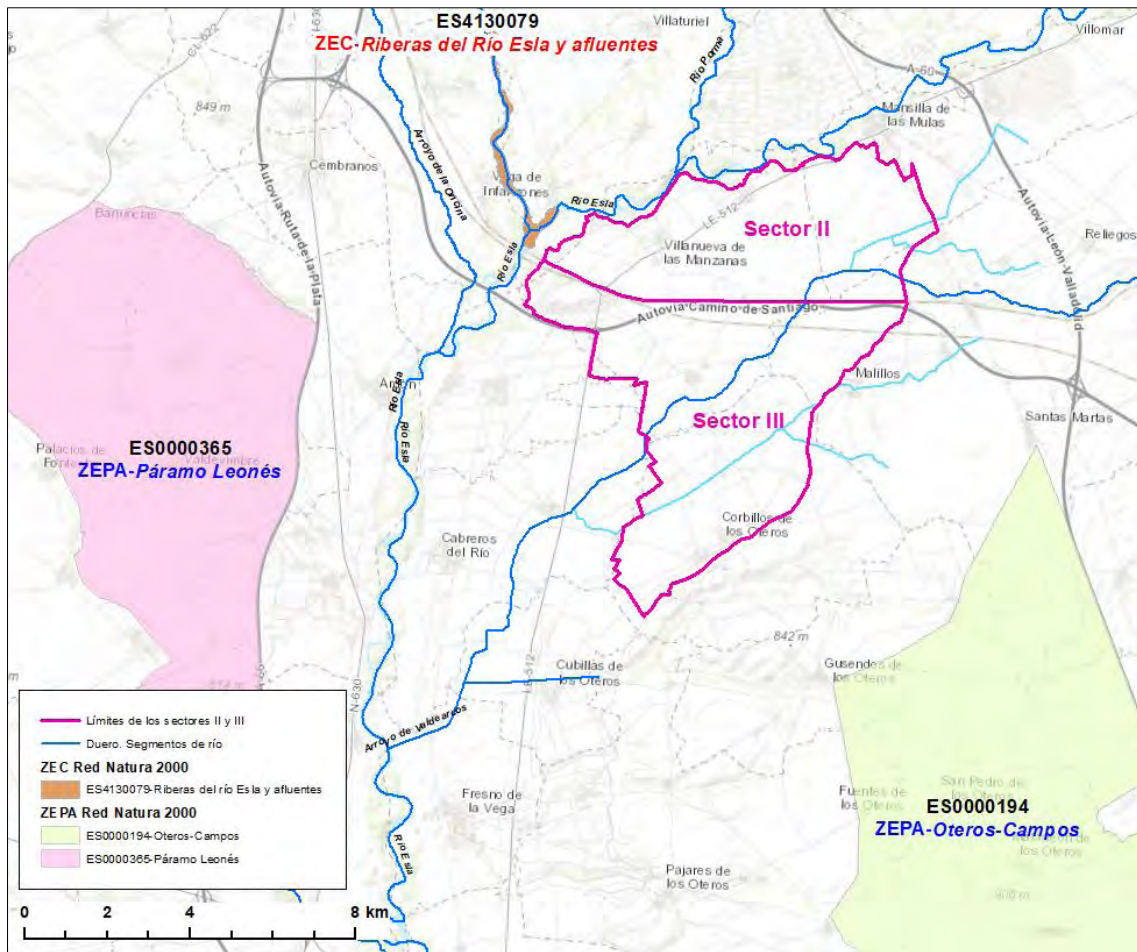 ES4130079
ZEC-Riberas del Río Esla y afluentes
Villaturiel
Villomar
N-630
CL-622
849 m
Río Porma
A-60
Mansilla de
las Mulas
Arroyo de la Oncina
Cembranos
Vega de
Infanzones
Río Esla
LE-512
Sector II
Villanueva de
las Manzanas
Reliegos
Banuncias
Autovía Ruta de la Plata
Río Esla
Autovía León-Valladolid
Autovía Camino de Santiago
Malillos
Santas Martas
Río Esla
Río Esla
Sector III
ES0000365
ZEPA-Páramo Leonés
Palacios de
Valdevimbre
Corbillos de
los Oteros
Cabreros
del Río
842 m
Cubillas de
los Oteros
Gusendos de
los Oteros
N-630
Arroyo de Valdearcos
Límites de los sectores II y III
Duero. Segmentos de río
ZEC Red Natura 2000
ES4130079-Riberas del río Esla y afluentes
ZEPA Red Natura 2000
ES0000194-Oteros-Campos
ES0000365-Páramo Leonés
Fresno de
la Vega
San Pedro de
los Oteros
Fuentes de
los Oteros
ES0000194
ZEPA-Oteros-Campos
Río Esla
Pajares de
los Oteros
0 2 4 8 km